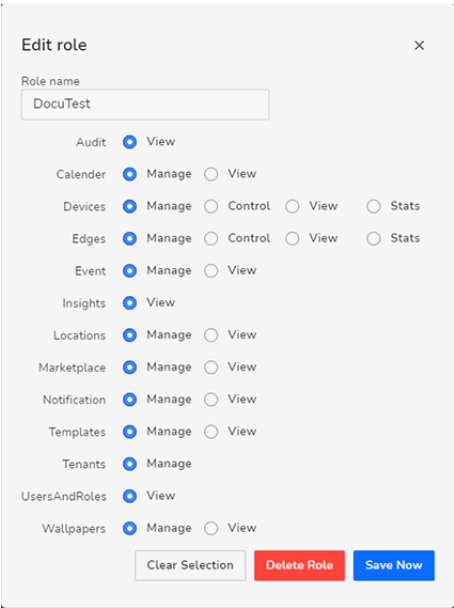 Edit role
Role name
DocuTest
Audit View
Calender Manage View
Devices Manage Control View Stats
Edges Manage Control View Stats
Event Manage View
Insights View
Locations Manage View
Marketplace Manage View
Notification Manage View
Templates Manage View
Tenants Manage
UsersAndRoles View
Wallpapers Manage View
Clear Selection Delete Role Save Now